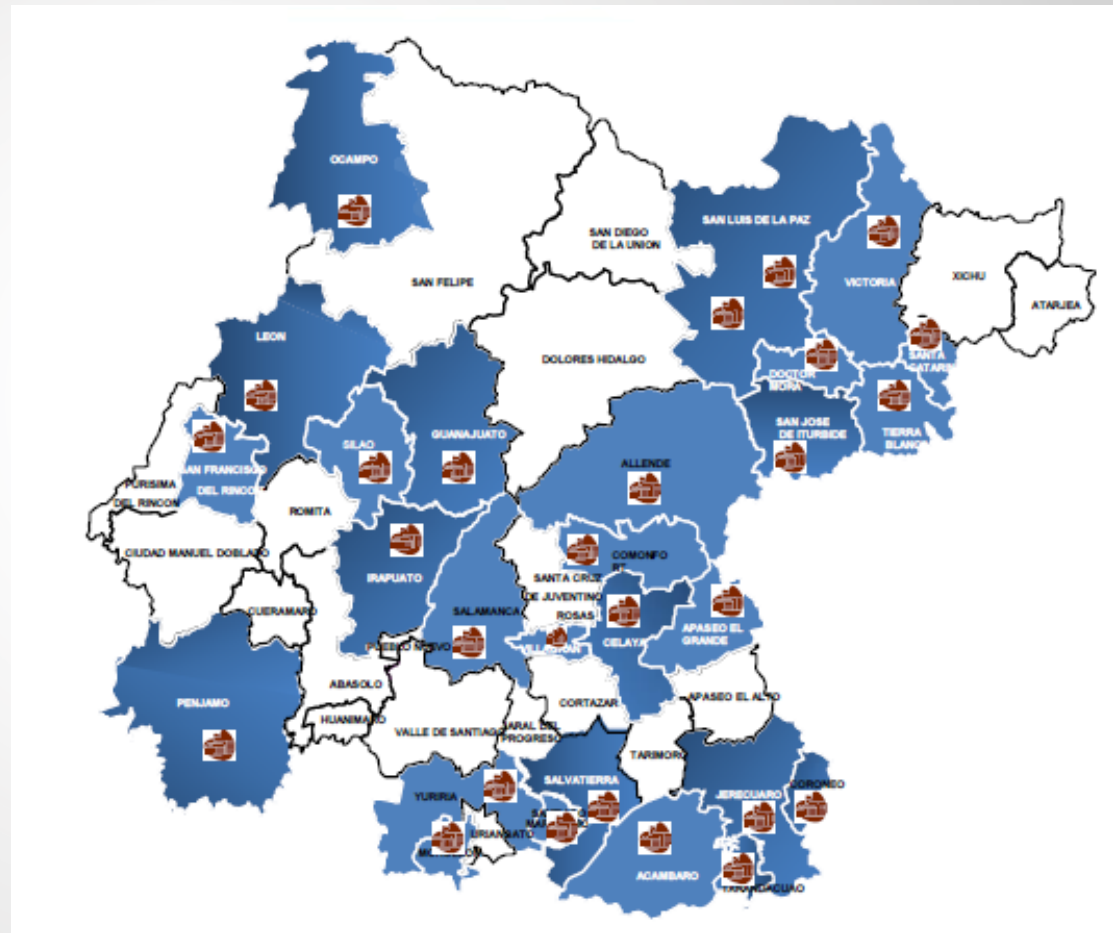 OCAMPO
SAN LUIS DE LA PAZ
SAN DIEGO
DE LA UNION
SAN FELIPE
VICTORIA
XICHU
ATARJEA
LEON
DOLORES HIDALGO
SANTA
DOCTOR
MORA
SAN JOSE
DE ITURBIDE
TIERRA
GUANAJUATO
SILAO
ALLENDE
SAN FRANCISCO
DEL RINCON
PURISIMA
DEL RINCON
ROMITA
CIUDAD MANUEL DOBLADO
IRAPUATO
COMONFO
RT
SANTA CRUZ
DE JUVENTINO
ROSAS
CUERAMARO
SALAMANCA
CELAYA
APASEO EL
GRANDE
PUEBLO NUEVO
VILLAGRAN
ABASOLO
PENJAMO
CORTAZAR
APASEO EL ALTO
HUANIMARO
VALLE DE SANTIAGO
ARAL DEL
PROGRESO
TARIMORO
SALVATIERRA
YURIRIA
JERECUARO
CORONEO
URIANGATO
ACAMBARO
TARANDACUAO